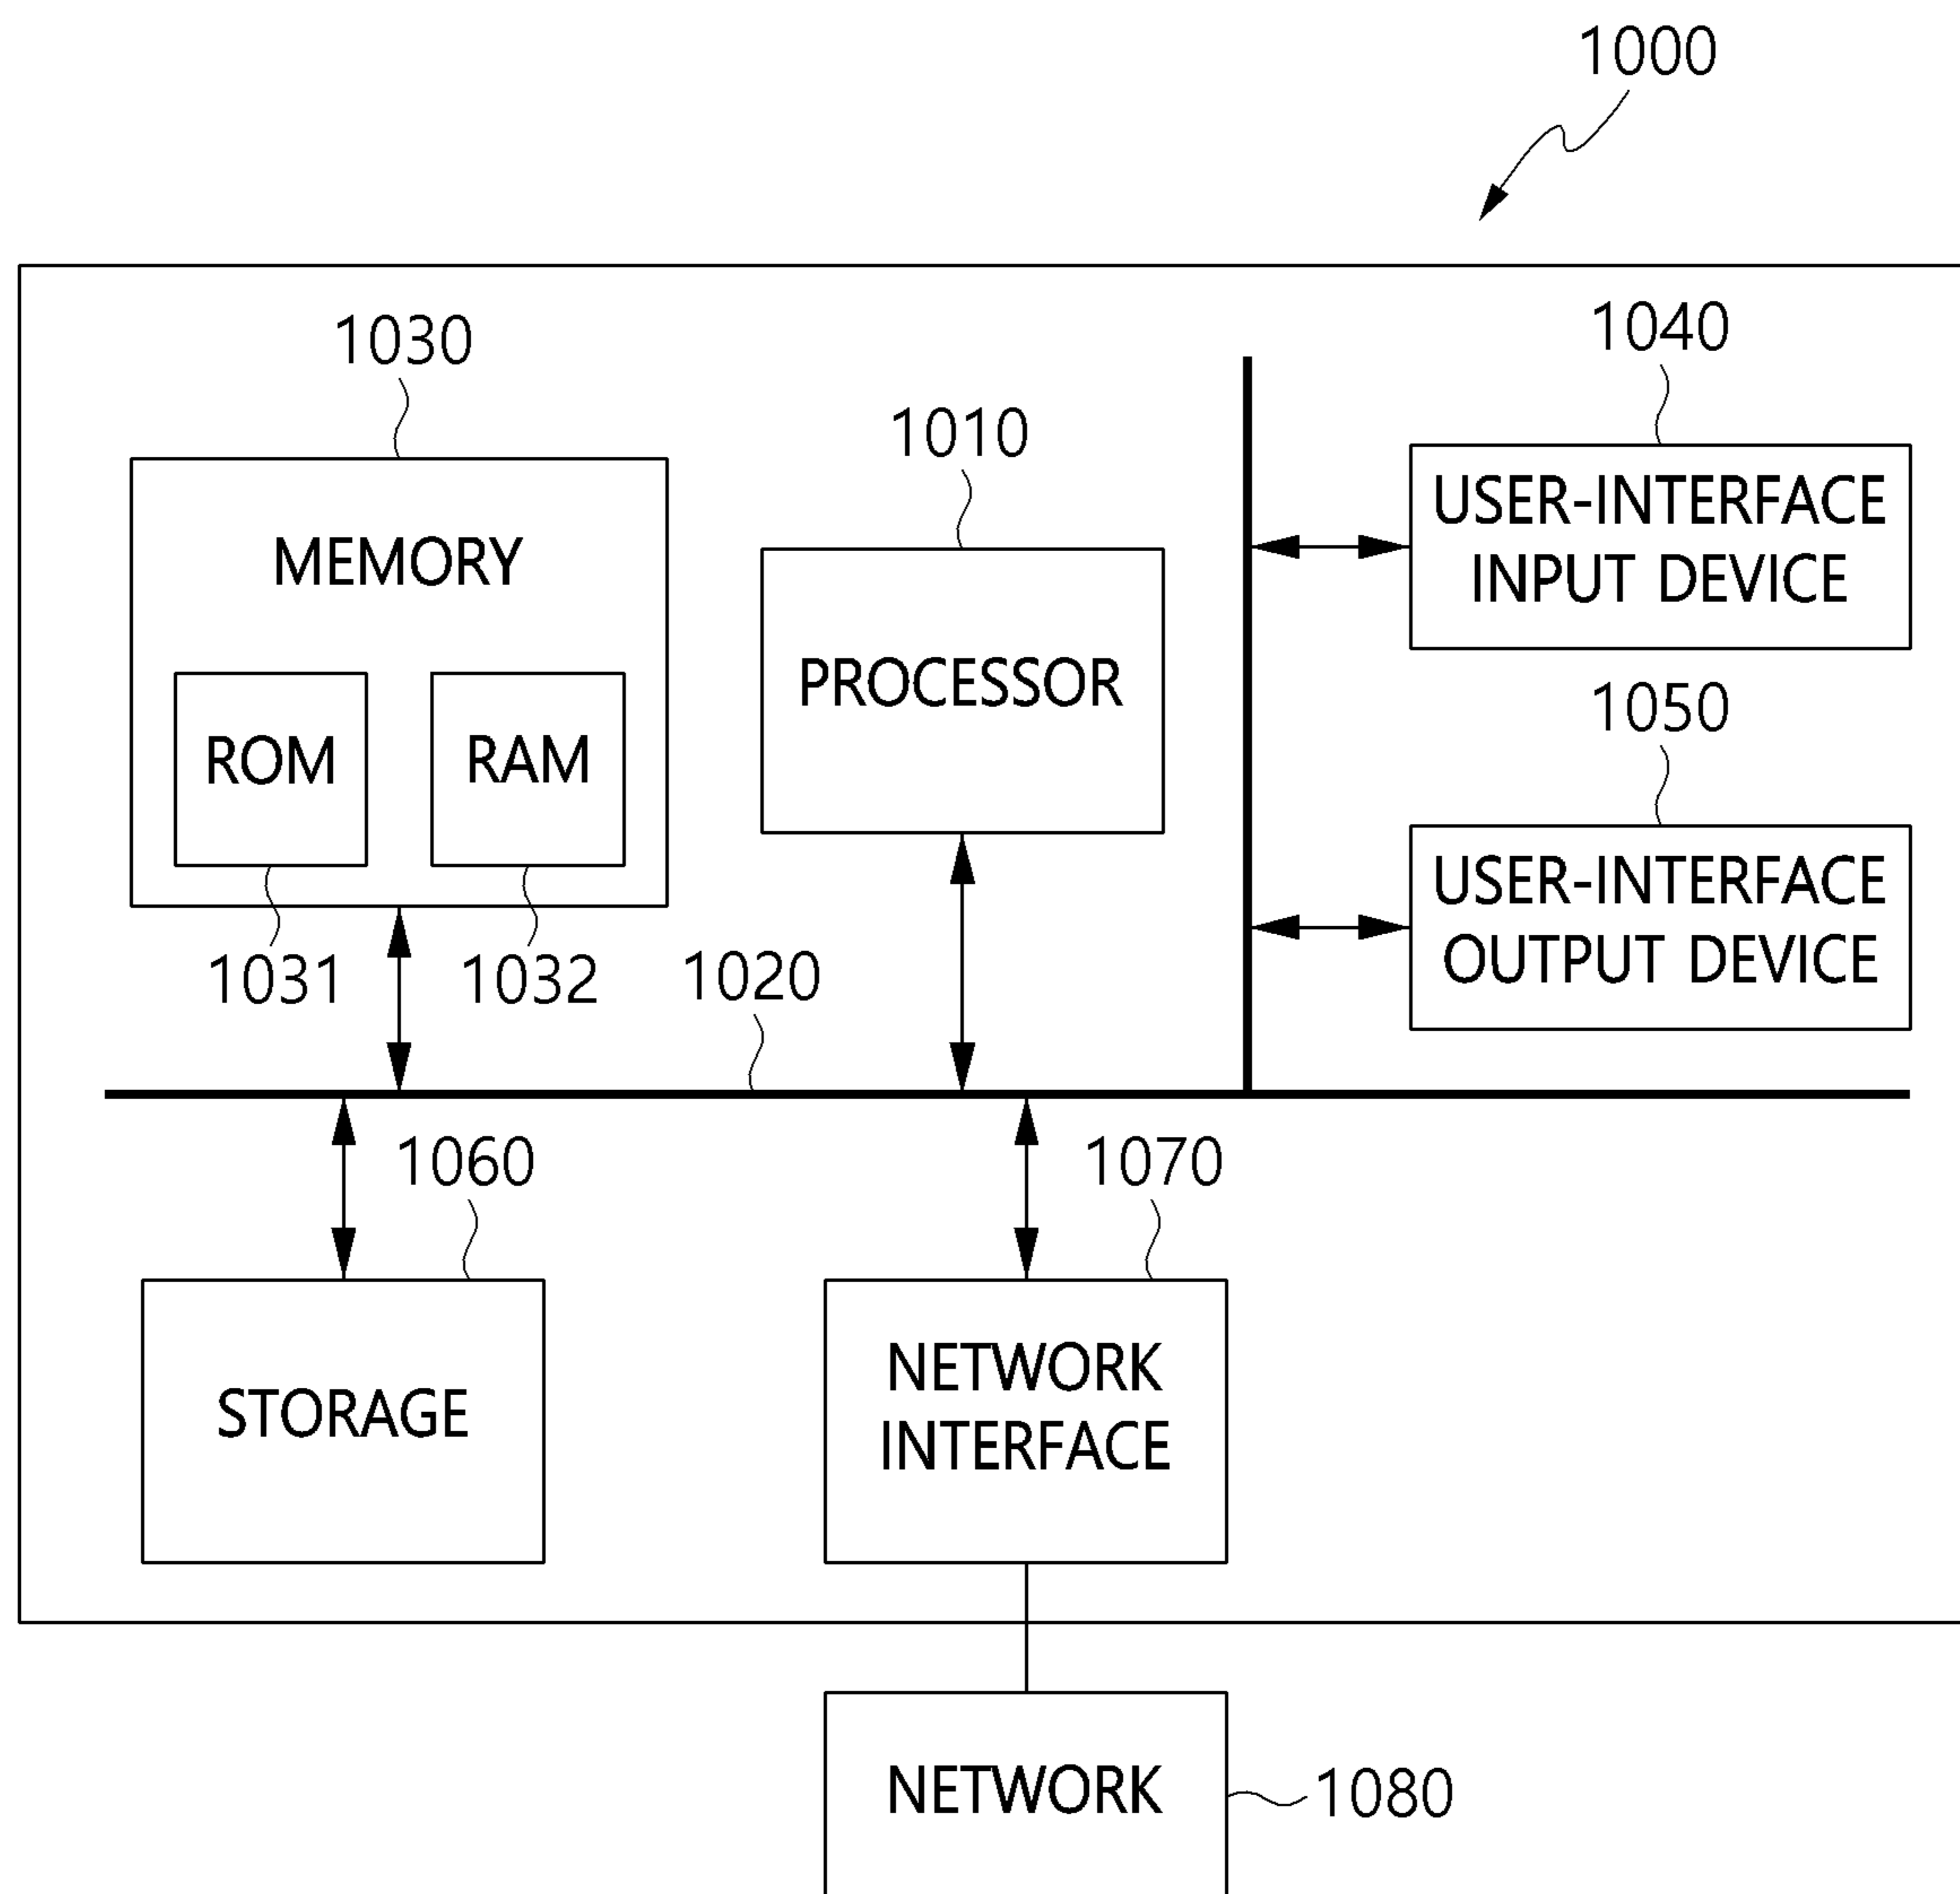 1000
1030
1010
1040
MEMORY
ROM
RAM
PROCESSOR
USER-INTERFACE
INPUT DEVICE
1050
USER-INTERFACE
OUTPUT DEVICE
1031
1032
1020
1060
1070
STORAGE
NETWORK
INTERFACE
NETWORK
1080